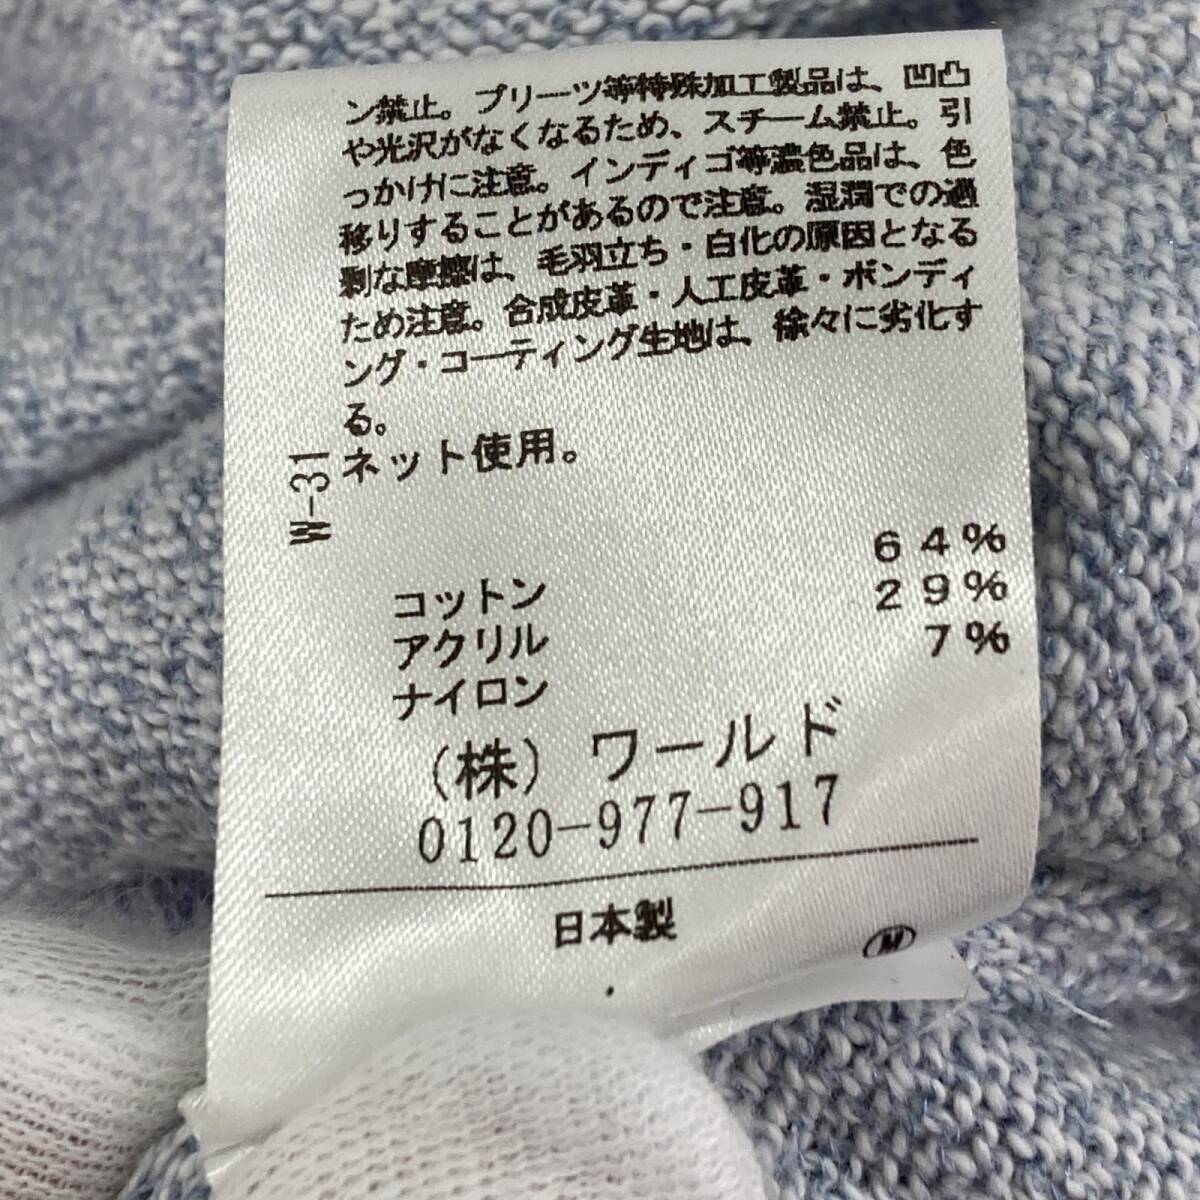 ン禁止。プリーツ等特殊加工製品は、凹凸
や光沢がなくなるため、スチーム禁止。引
っかけに注意。インディゴ等濃色品は、色
移りすることがあるので注意。湿潤での過
剰な摩擦は、毛羽立ち・白化の原因となる
ため注意。合成皮革・人工皮革・ボンディ
ング・コーティング生地は、徐々に劣化す
る。
ネット使用。
W-31
コットン 64%
アクリル 29%
ナイロン 7%
(株) ワールド
0120-977-917
日本製
M